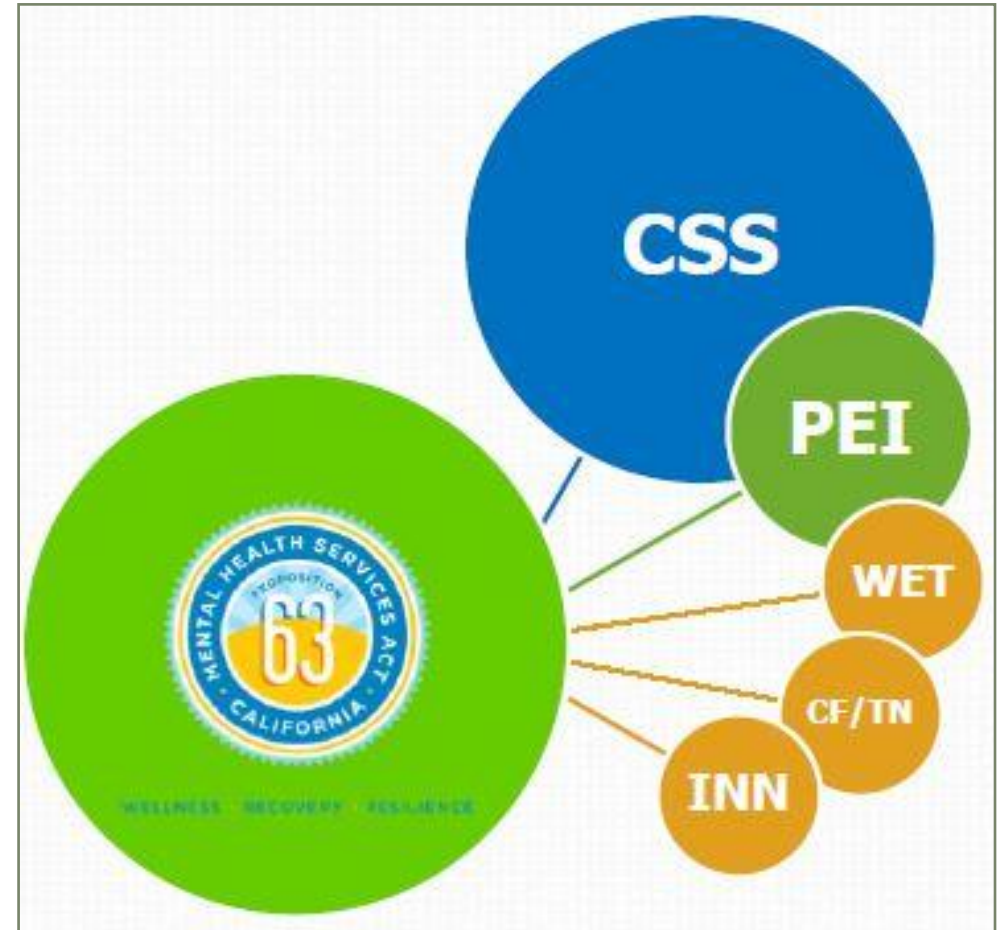 CSS
PEI
WET
CF/TN
INN
MENTAL HEALTH SERVICES ACT
PROPOSITION
63
· CALIFORNIA ·
WELLNESS · RECOVERY · RESILIENCE